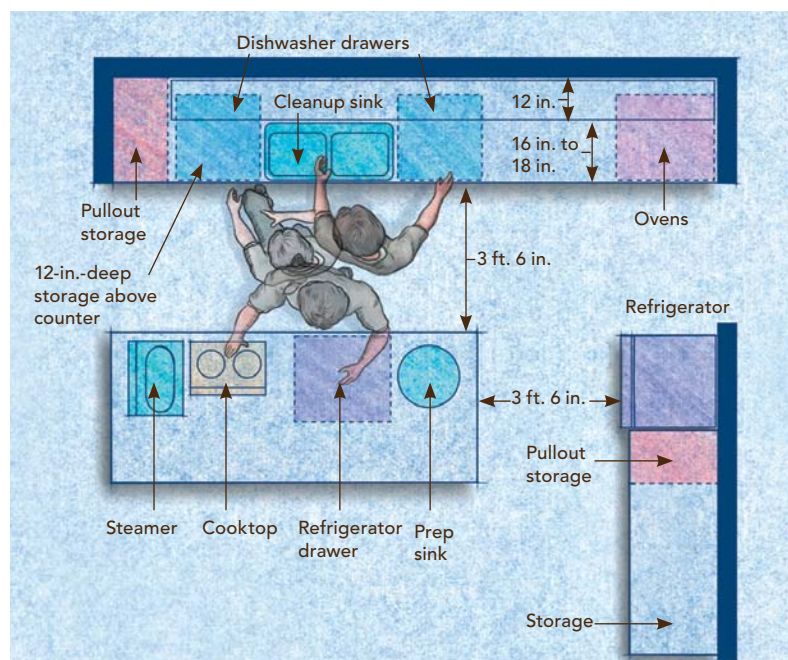 Dishwasher drawers
Cleanup sink
12 in.
16 in. to
18 in.
Pullout
storage
Ovens
12-in.-deep
storage above
counter
3 ft. 6 in.
Refrigerator
3 ft. 6 in.
Pullout
storage
Steamer
Cooktop
Refrigerator
drawer
Prep
sink
Storage